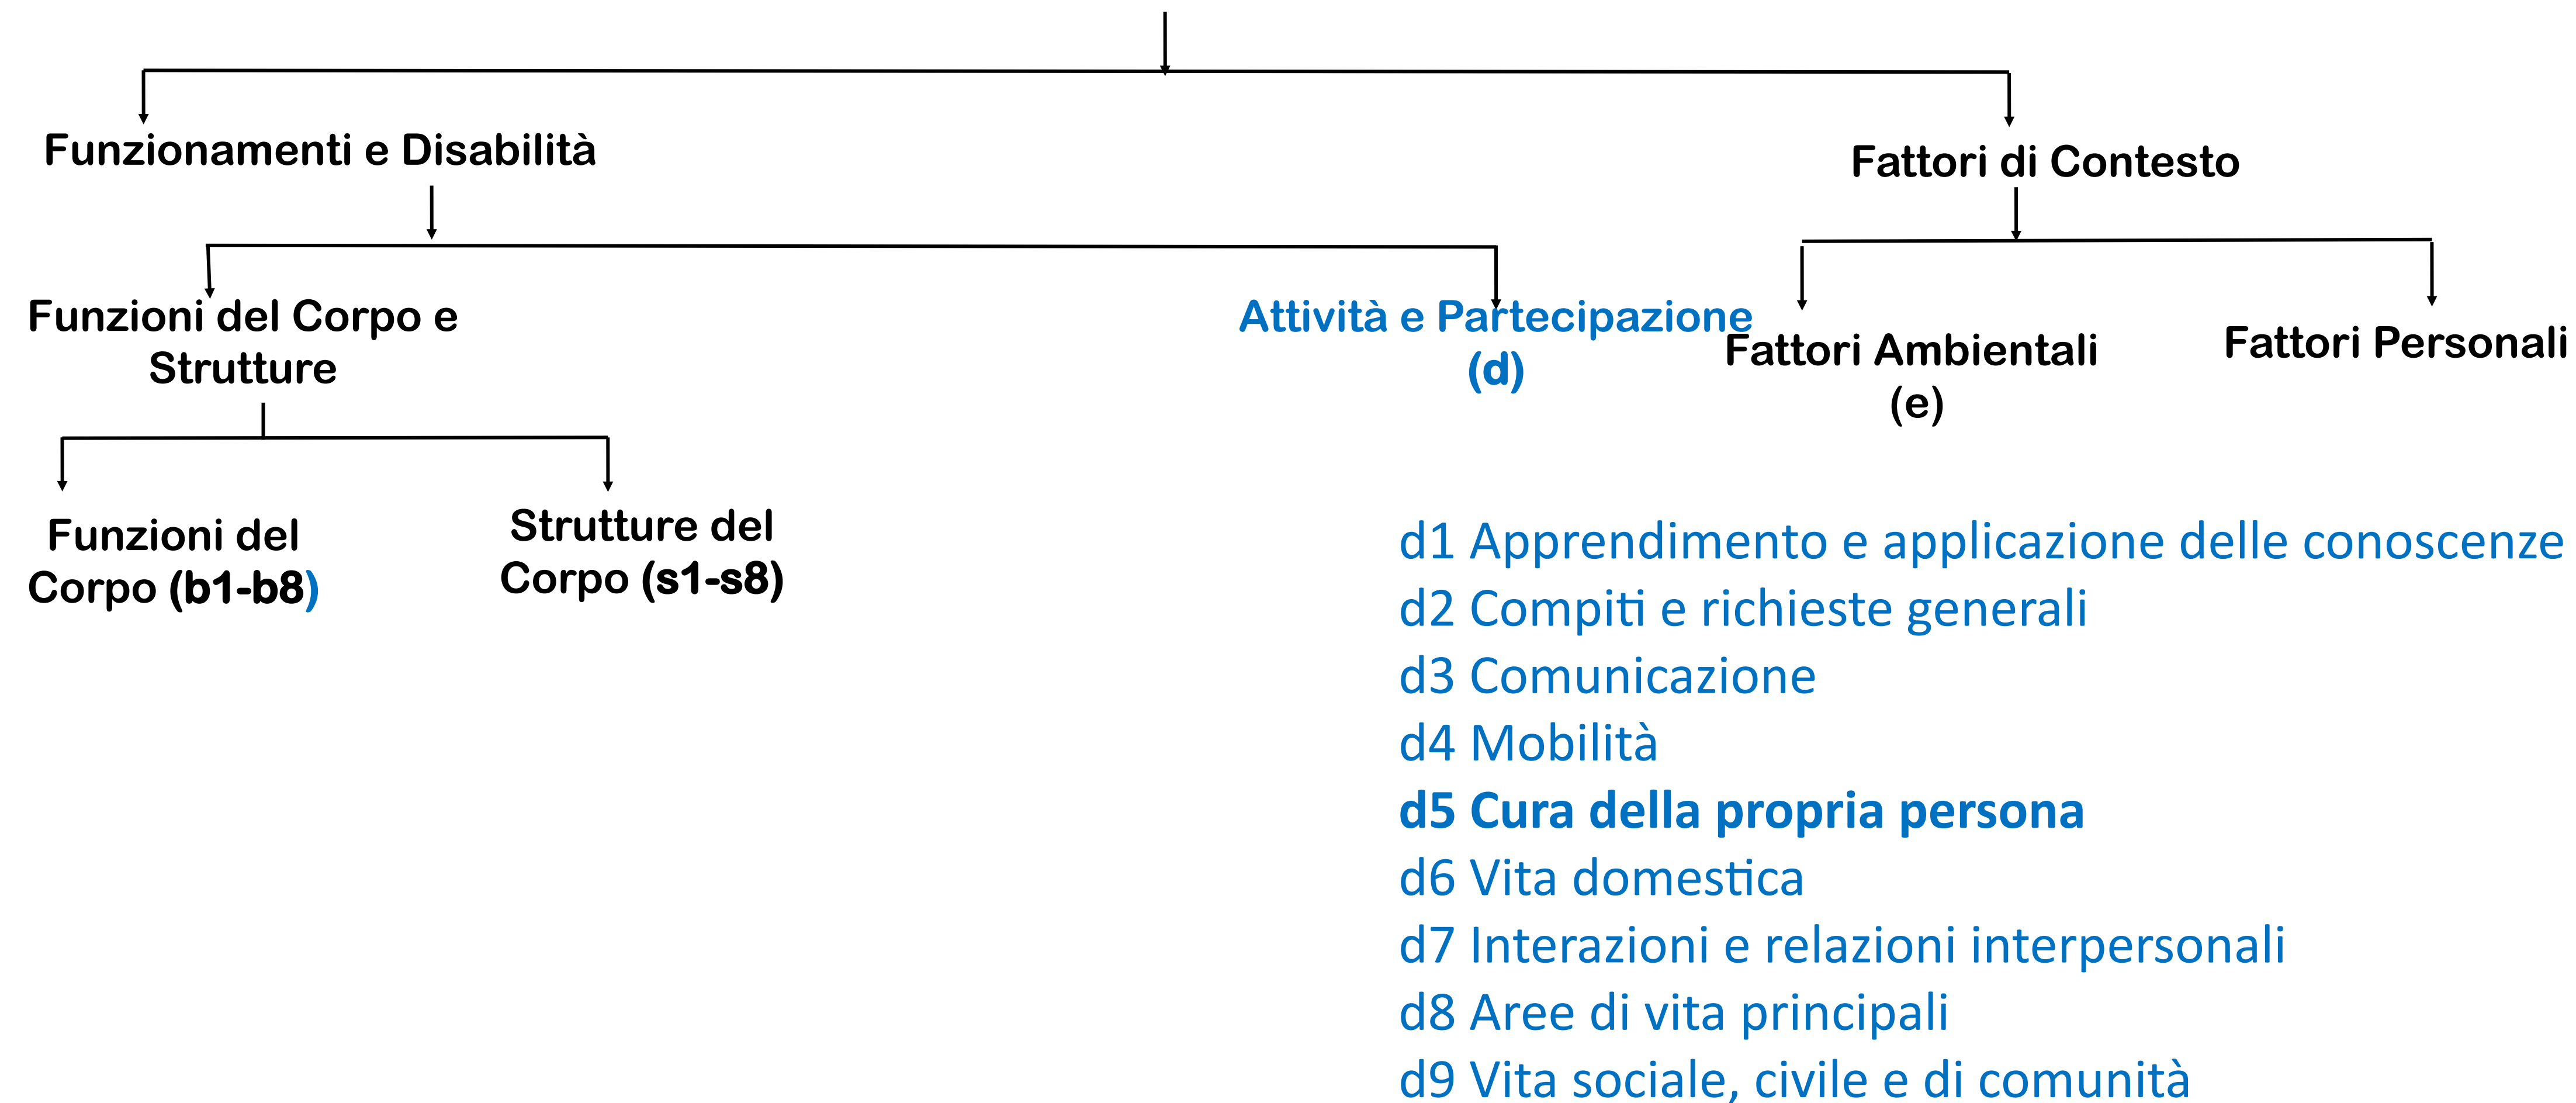 Funzionamenti e Disabilità
Fattori di Contesto
Funzioni del Corpo e
Strutture
Attività e Partecipazione
(d)
Fattori Ambientali
(e)
Fattori Personali
Funzioni del
Corpo (b1-b8)
Strutture del
Corpo (s1-s8)
d1 Apprendimento e applicazione delle conoscenze
d2 Compiti e richieste generali
d3 Comunicazione
d4 Mobilità
d5 Cura della propria persona
d6 Vita domestica
d7 Interazioni e relazioni interpersonali
d8 Aree di vita principali
d9 Vita sociale, civile e di comunità